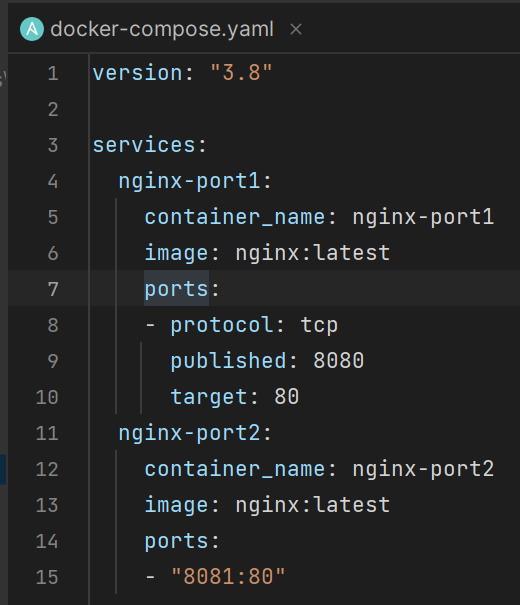 docker-compose.yaml ×
1 version: "3.8"
2
3 services:
4   nginx-port1:
5     container_name: nginx-port1
6     image: nginx:latest
7     ports:
8     - protocol: tcp
9       published: 8080
10       target: 80
11   nginx-port2:
12     container_name: nginx-port2
13     image: nginx:latest
14     ports:
15     - "8081:80"